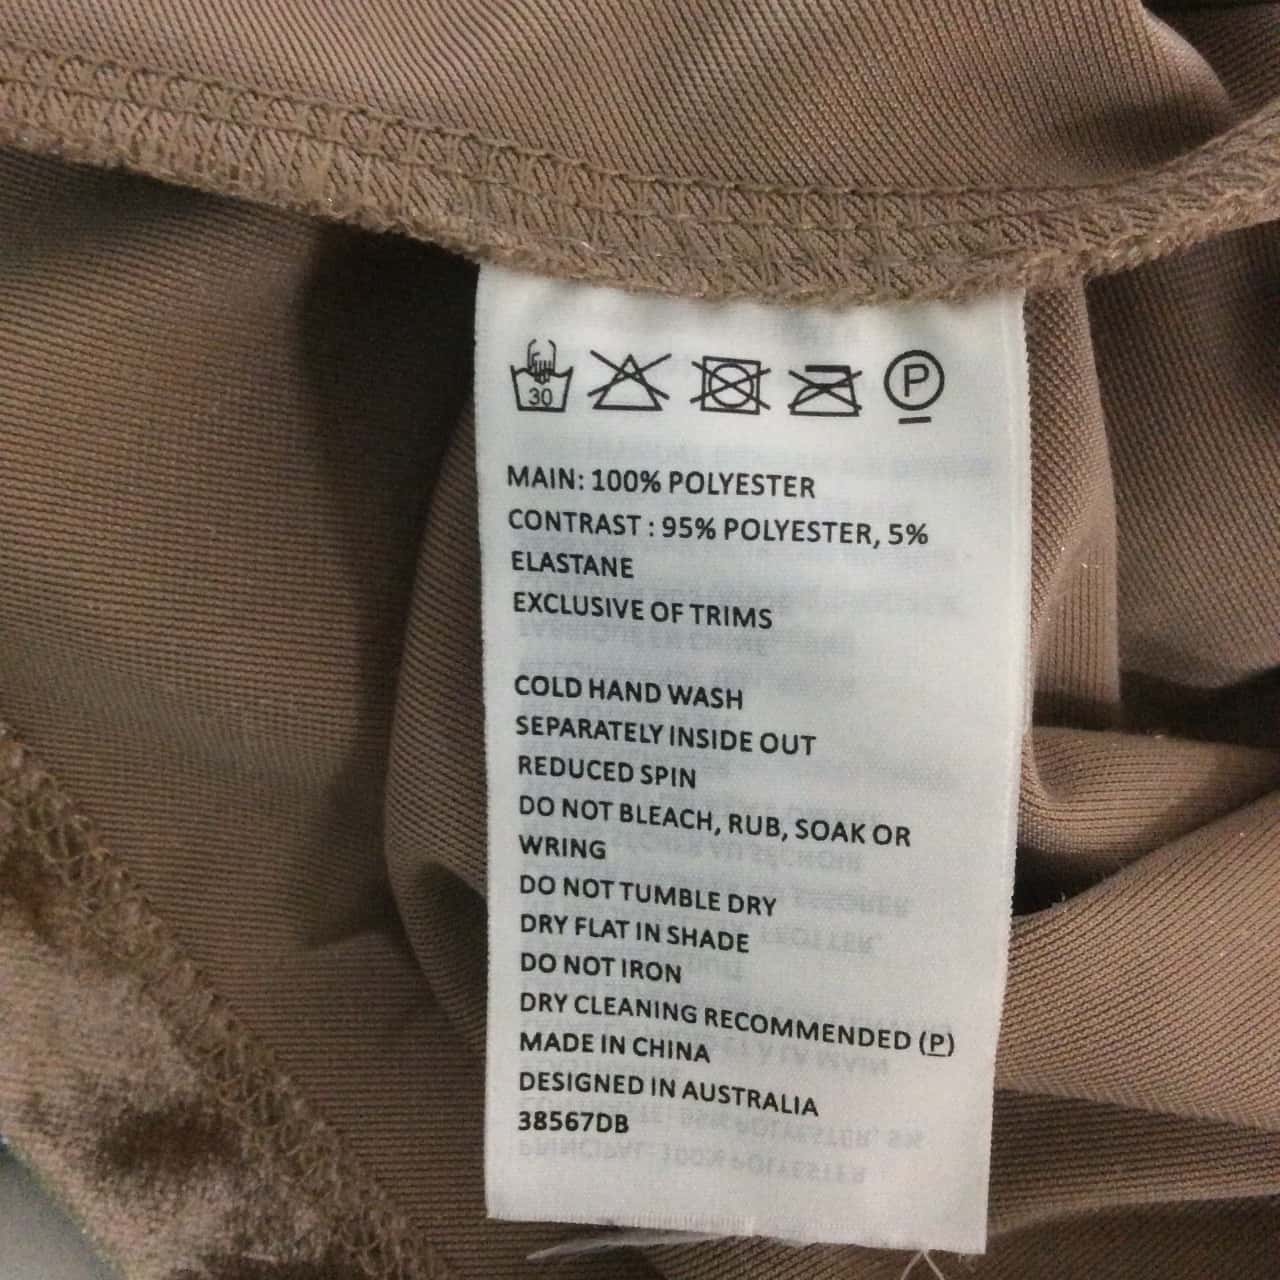 30 P
MAIN: 100% POLYESTER
CONTRAST : 95% POLYESTER, 5%
ELASTANE
EXCLUSIVE OF TRIMS
COLD HAND WASH
SEPARATELY INSIDE OUT
REDUCED SPIN
DO NOT BLEACH, RUB, SOAK OR
WRING
DO NOT TUMBLE DRY
DRY FLAT IN SHADE
DO NOT IRON
DRY CLEANING RECOMMENDED (P)
MADE IN CHINA
DESIGNED IN AUSTRALIA
38567DB